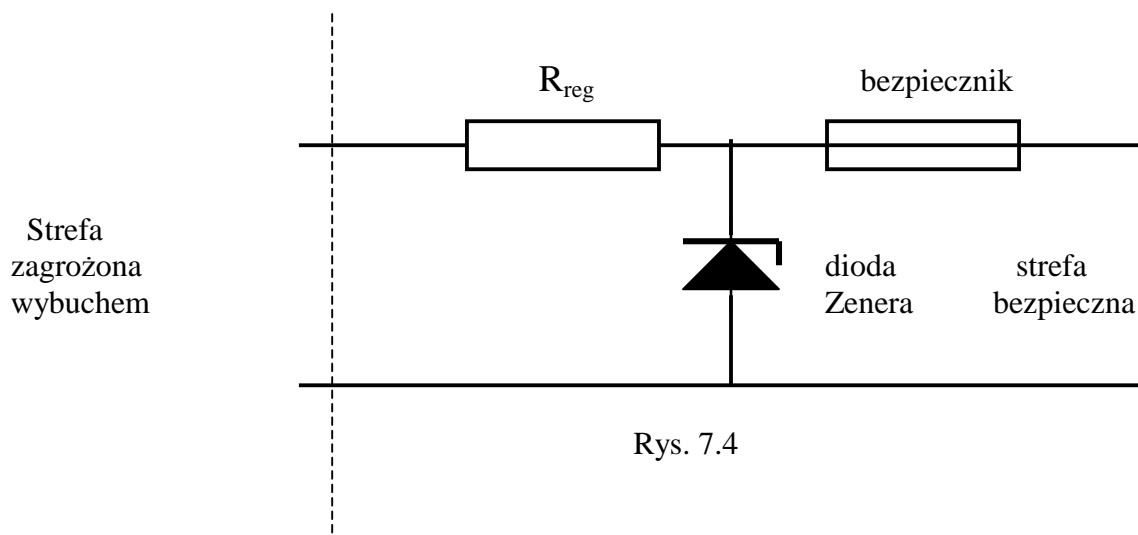 R_reg
bezpiecznik
Strefa
zagrożona
wybuchem
dioda
Zenera
strefa
bezpieczna
Rys. 7.4